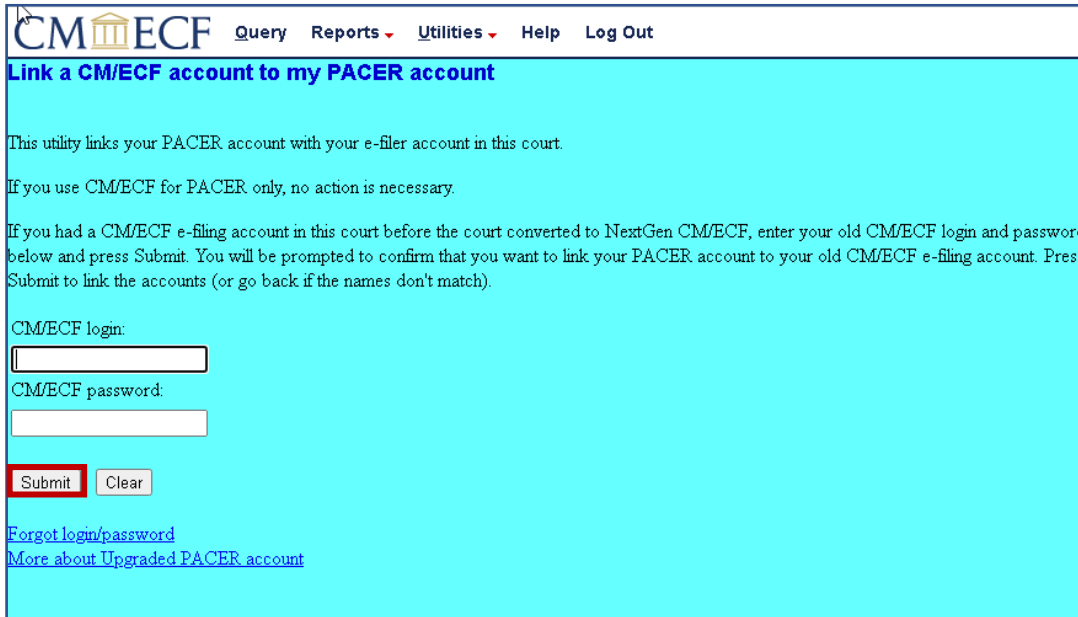 CM ECF Query Reports Utilities Help Log Out
Link a CM/ECF account to my PACER account
This utility links your PACER account with your e-filer account in this court.
If you use CM/ECF for PACER only, no action is necessary.
If you had a CM/ECF e-filing account in this court before the court converted to NextGen CM/ECF, enter your old CM/ECF login and passwor
below and press Submit. You will be prompted to confirm that you want to link your PACER account to your old CM/ECF e-filing account. Pres
Submit to link the accounts (or go back if the names don't match).
CM/ECF login:
CM/ECF password:
Submit Clear
Forgot login/password
More about Upgraded PACER account